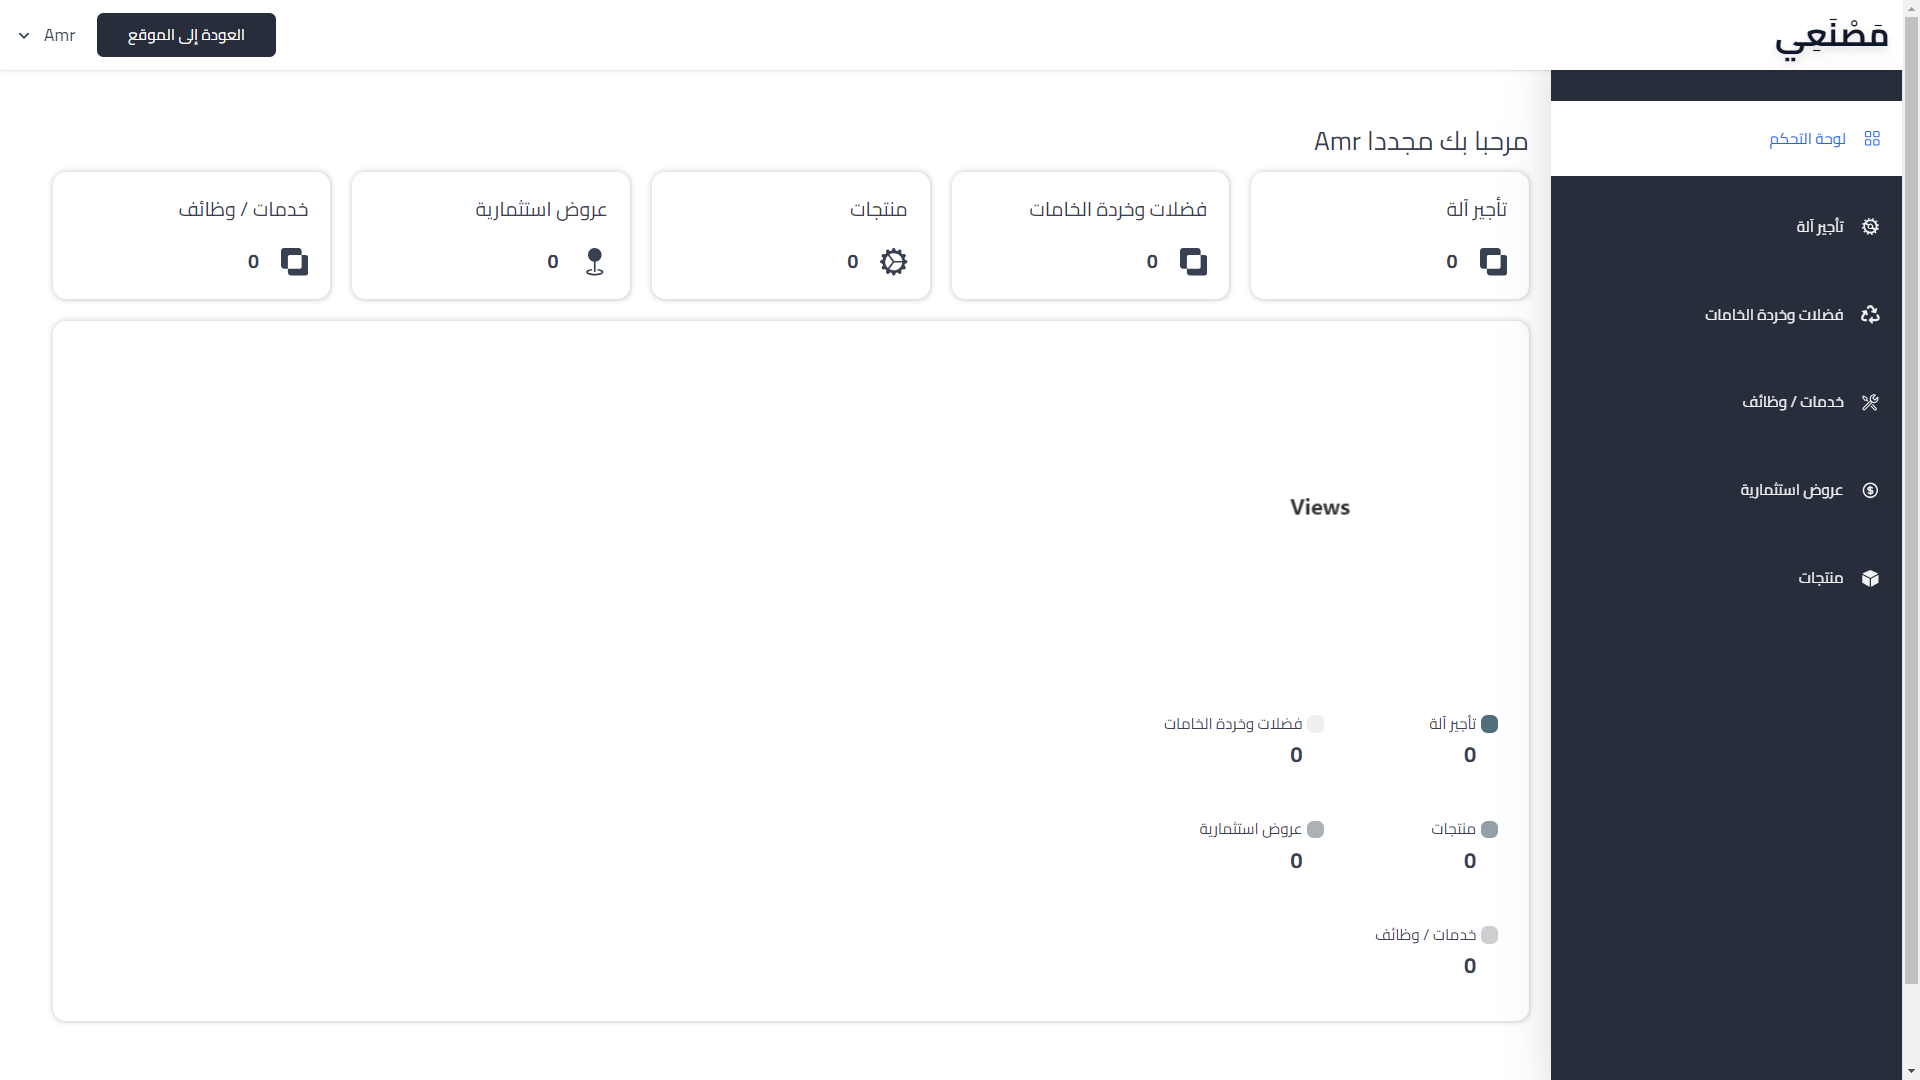 مَصْنَعِي
العودة إلى الموقع
Amr
لوحة التحكم
تأجير آلة
فضلات وخردة الخامات
خدمات / وظائف
عروض استثمارية
منتجات
مرحبا بك مجددا Amr
تأجير آلة
0
فضلات وخردة الخامات
0
منتجات
0
عروض استثمارية
0
خدمات / وظائف
0
Views
تأجير آلة
0
فضلات وخردة الخامات
0
منتجات
0
عروض استثمارية
0
خدمات / وظائف
0